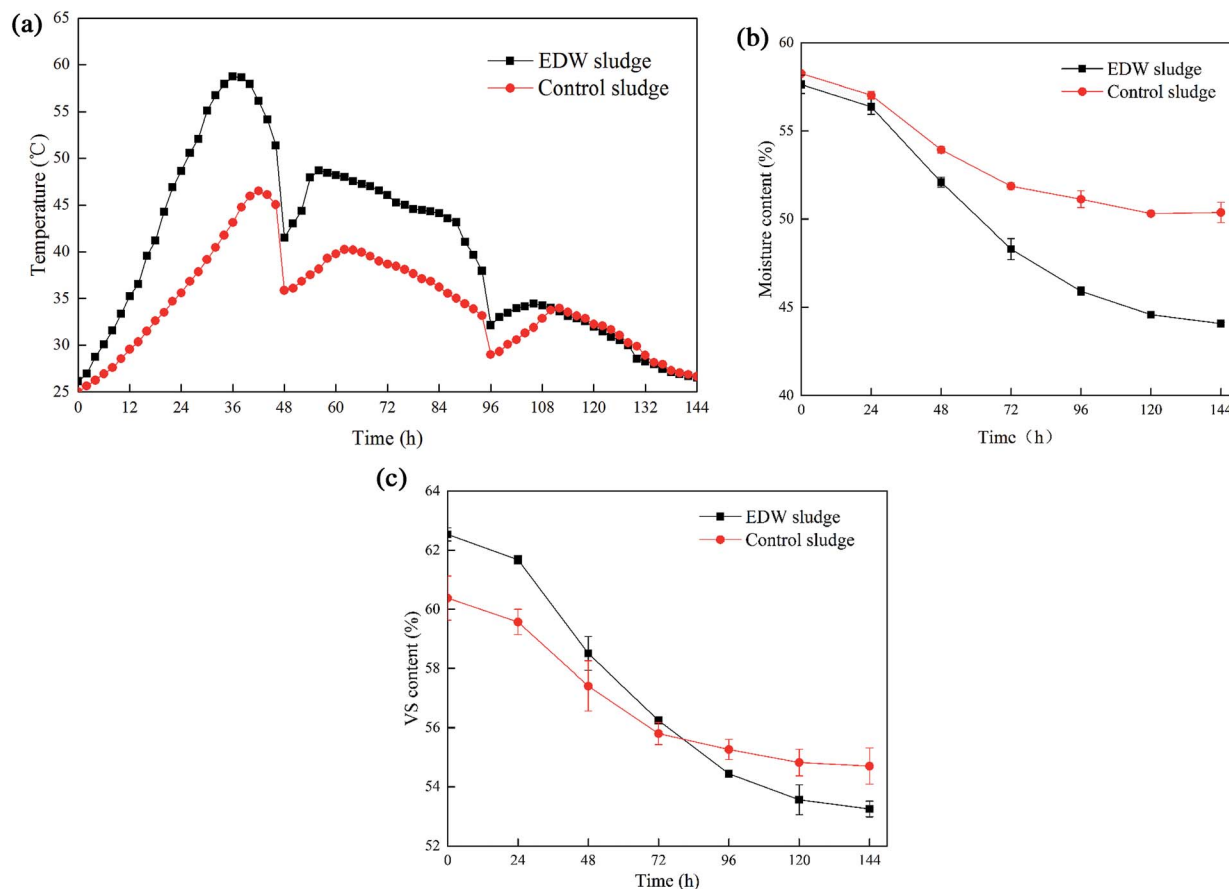 (a)
65
60
55
50
45
40
35
30
25
Temperature (℃)
EDW sludge
Control sludge
0 12 24 36 48 60 72 84 96 108 120 132 144
Time (h)
(b)
60
55
50
45
40
Moisture content (%)
EDW sludge
Control sludge
0 24 48 72 96 120 144
Time（h）
(c)
64
62
60
58
56
54
52
VS content (%)
EDW sludge
Control sludge
0 24 48 72 96 120 144
Time (h)